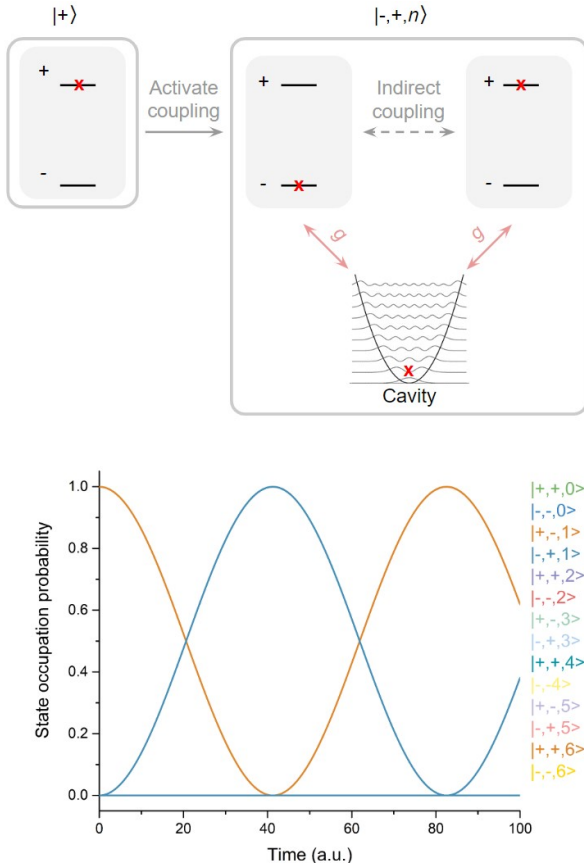 |+⟩
|-,+,n⟩
+
-
Activate
coupling
+
-
Indirect
coupling
+
-
x
x
x
g
g
x
Cavity
State occupation probability
1.0
0.8
0.6
0.4
0.2
0.0
0
20
40
60
80
100
Time (a.u.)
|+,+,0>
|-,-,0>
|+,-,1>
|-,+,1>
|+,+,2>
|-,-,2>
|+,-,3>
|-,+,3>
|+,+,4>
|-,-4>
|+,-,5>
|-,+,5>
|+,+,6>
|-,-,6>